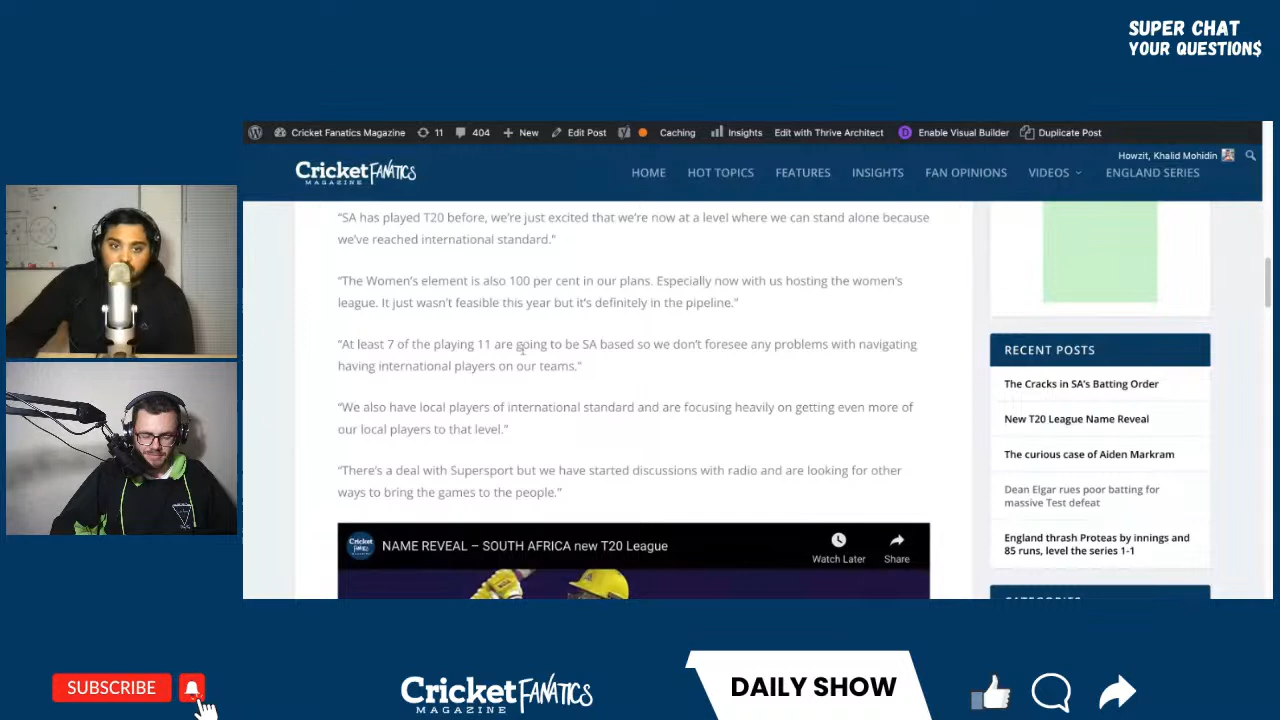 SUPER CHAT
YOUR QUESTION$
Cricket Fanatics Magazine 11 404 New Edit Post Caching Insights Edit with Thrive Architect Enable Visual Builder Duplicate Post
Howzit, Khalid Mohidin
Cricket FANATICS
MAGAZINE
HOME HOT TOPICS FEATURES INSIGHTS FAN OPINIONS VIDEOS ENGLAND SERIES
“SA has played T20 before, we’re just excited that we’re now at a level where we can stand alone because
we’ve reached international standard.”
“The Women’s element is also 100 per cent in our plans. Especially now with us hosting the women’s
league. It just wasn’t feasible this year but it’s definitely in the pipeline.”
“At least 7 of the playing 11 are going to be SA based so we don’t foresee any problems with navigating
having international players on our teams.”
“We also have local players of international standard and are focusing heavily on getting even more of
our local players to that level.”
“There’s a deal with Supersport but we have started discussions with radio and are looking for other
ways to bring the games to the people.”
Cricket
NAME REVEAL – SOUTH AFRICA new T20 League
Watch Later
Share
RECENT POSTS
The Cracks in SA’s Batting Order
New T20 League Name Reveal
The curious case of Aiden Markram
Dean Elgar rues poor batting for
massive Test defeat
England thrash Proteas by innings and
85 runs, level the series 1-1
CATEGORIES
SUBSCRIBE
Cricket FANATICS
MAGAZINE
DAILY SHOW